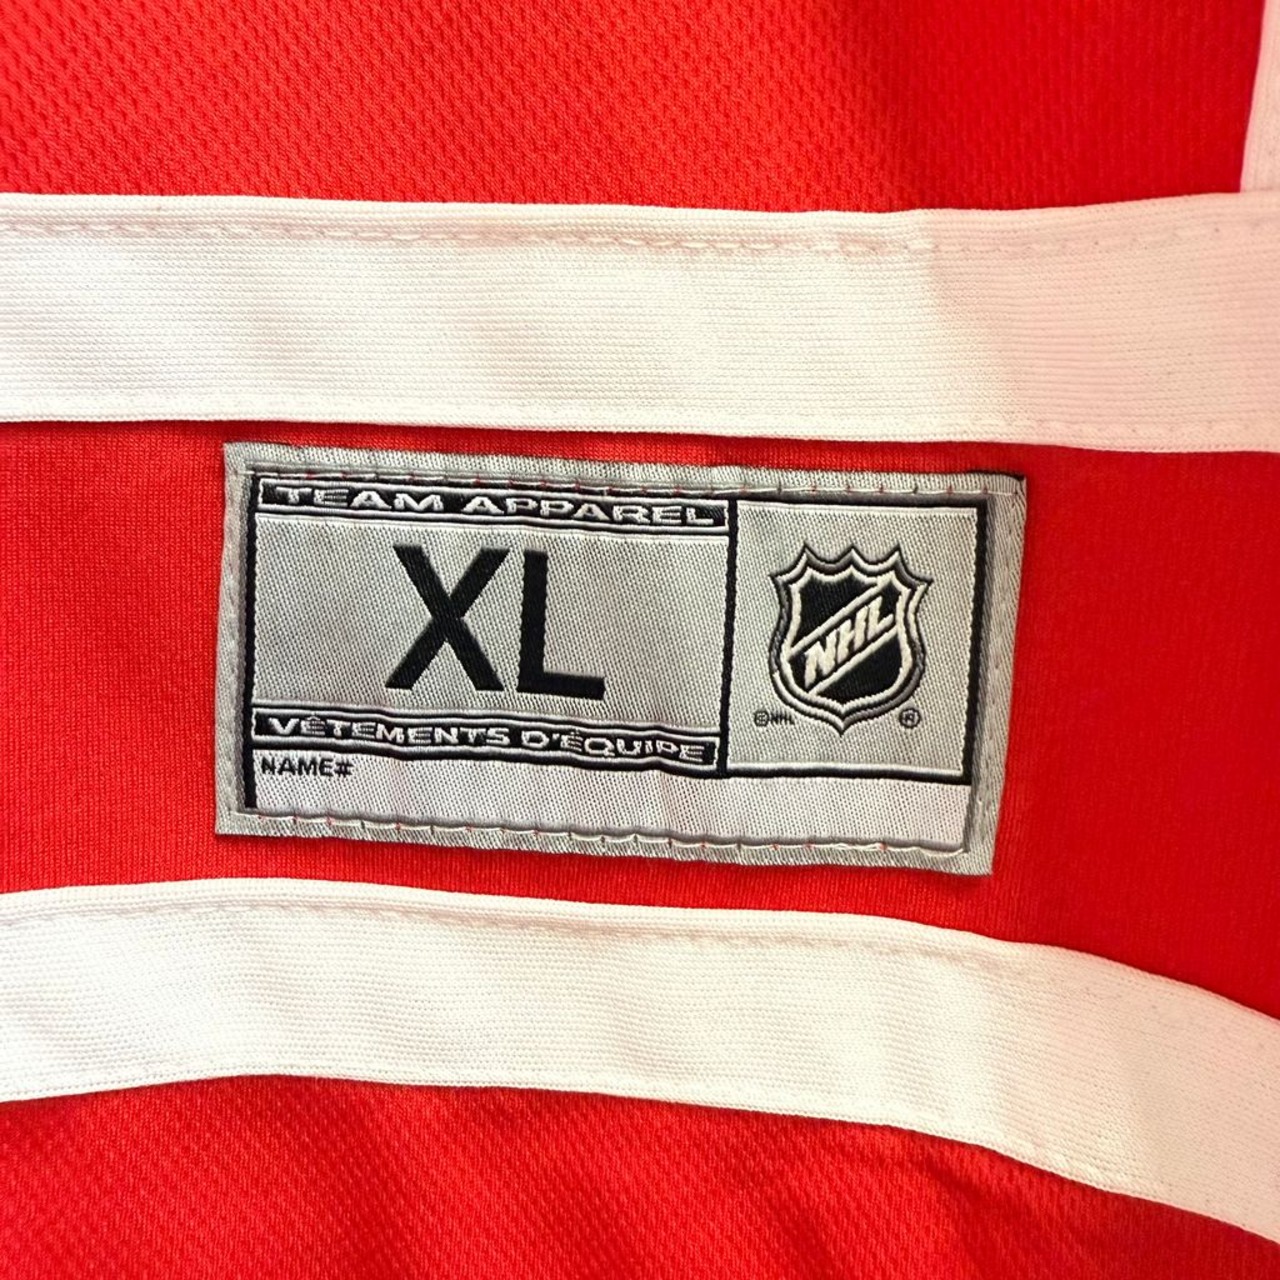 TEAM APPAREL
XL
NHL
©NHL ®
VÊTEMENTS D'ÉQUIPE
NAME#